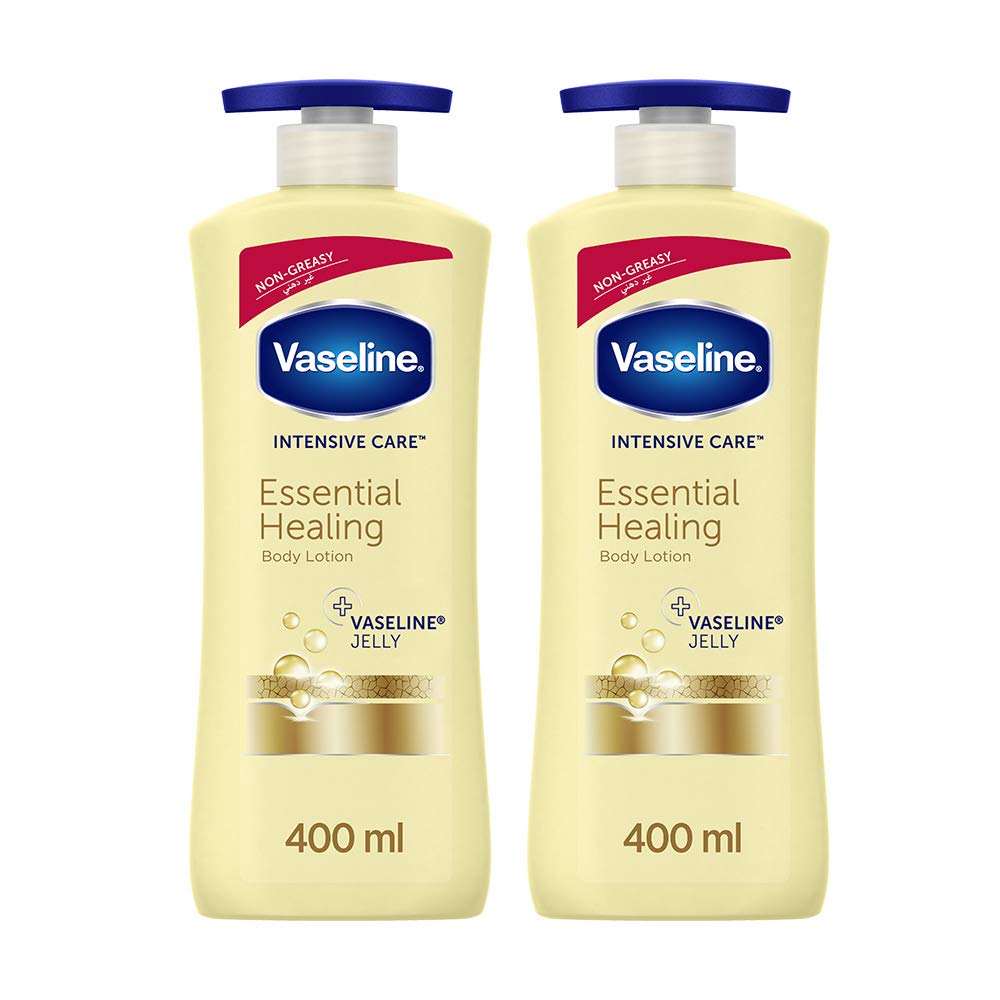 NON-GREASY
غير دهني
Vaseline®
INTENSIVE CARE™
Essential
Healing
Body Lotion
VASELINE®
JELLY
400 ml
NON-GREASY
غير دهني
Vaseline®
INTENSIVE CARE™
Essential
Healing
Body Lotion
VASELINE®
JELLY
400 ml